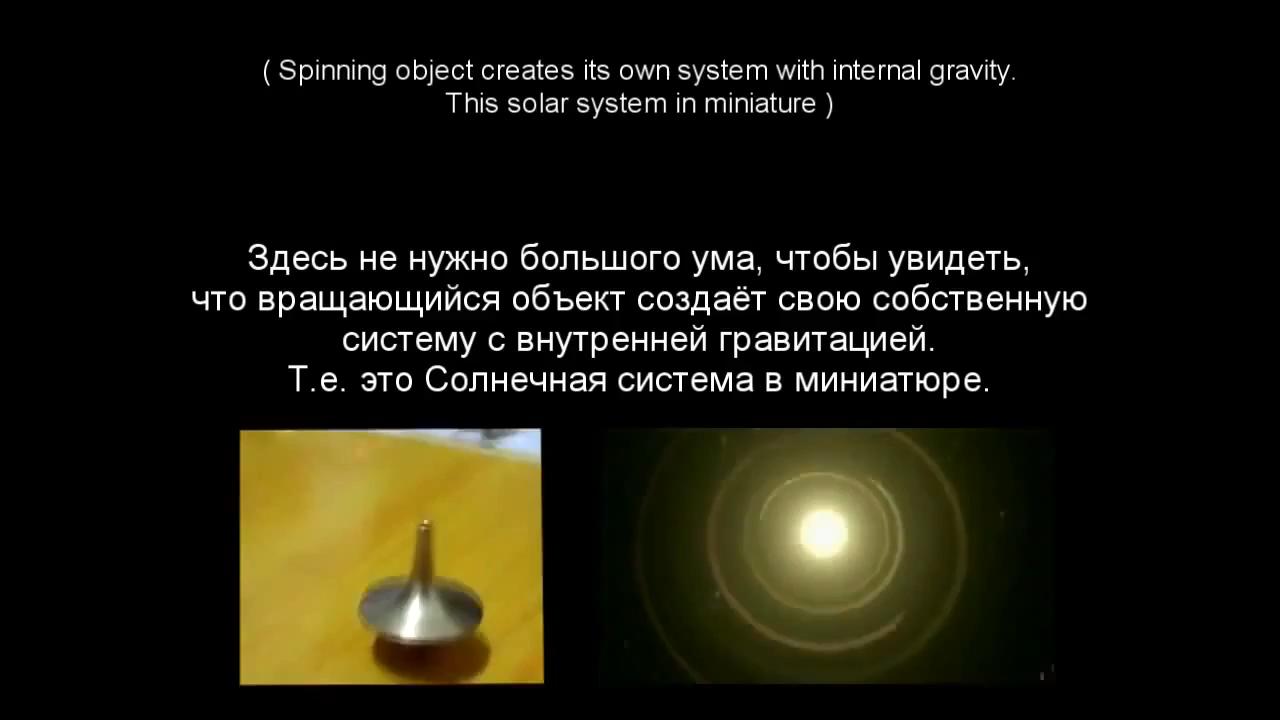 ( Spinning object creates its own system with internal gravity.
This solar system in miniature )
Здесь не нужно большого ума, чтобы увидеть,
что вращающийся объект создаёт свою собственную
систему с внутренней гравитацией.
Т.е. это Солнечная система в миниатюре.